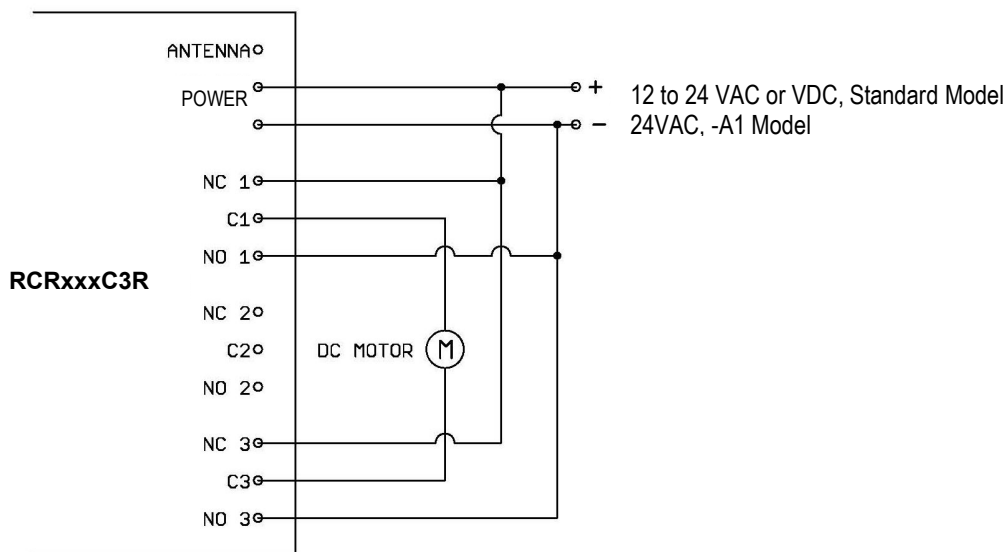 ANTENNA
POWER
+ 12 to 24 VAC or VDC, Standard Model
− 24VAC, -A1 Model
NC 1
C1
NO 1
RCRxxxC3R
NC 2
C2
DC MOTOR M
NO 2
NC 3
C3
NO 3